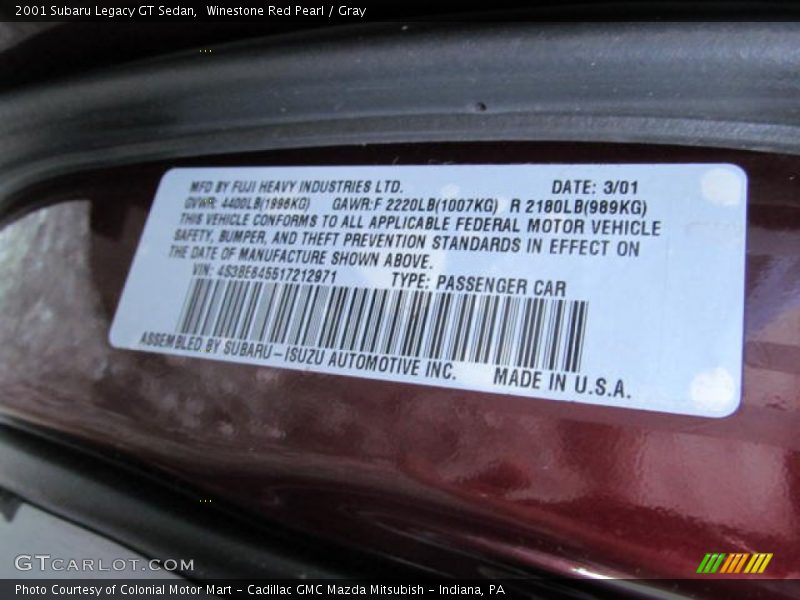 2001 Subaru Legacy GT Sedan, Winestone Red Pearl / Gray
MFD BY FUJI HEAVY INDUSTRIES LTD. DATE: 3/01
GVWR: 4400LB(1996KG) GAWR:F 2220LB(1007KG) R 2180LB(989KG)
THIS VEHICLE CONFORMS TO ALL APPLICABLE FEDERAL MOTOR VEHICLE
SAFETY, BUMPER, AND THEFT PREVENTION STANDARDS IN EFFECT ON
THE DATE OF MANUFACTURE SHOWN ABOVE.
VIN: 4S3BE645517212971 TYPE: PASSENGER CAR
ASSEMBLED BY SUBARU-ISUZU AUTOMOTIVE INC. MADE IN U.S.A.
GTCARLOT.COM
Photo Courtesy of Colonial Motor Mart - Cadillac GMC Mazda Mitsubish - Indiana, PA